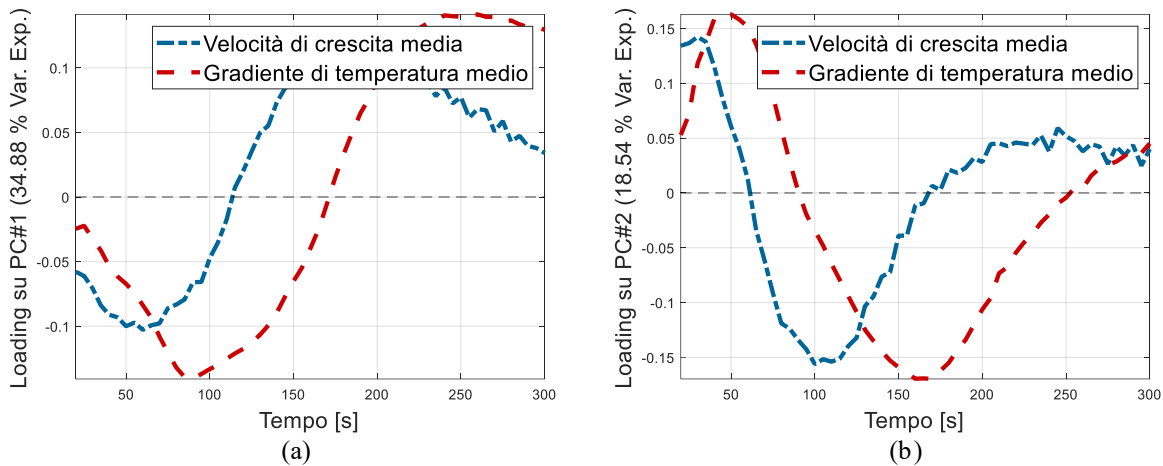 Loading su PC#1 (34.88 % Var. Exp.)
0.1
0.05
0
-0.05
-0.1
Velocità di crescita media
Gradiente di temperatura medio
50
100
150
200
250
300
Tempo [s]
(a)
Loading su PC#2 (18.54 % Var. Exp.)
0.15
0.1
0.05
0
-0.05
-0.1
-0.15
Velocità di crescita media
Gradiente di temperatura medio
50
100
150
200
250
300
Tempo [s]
(b)